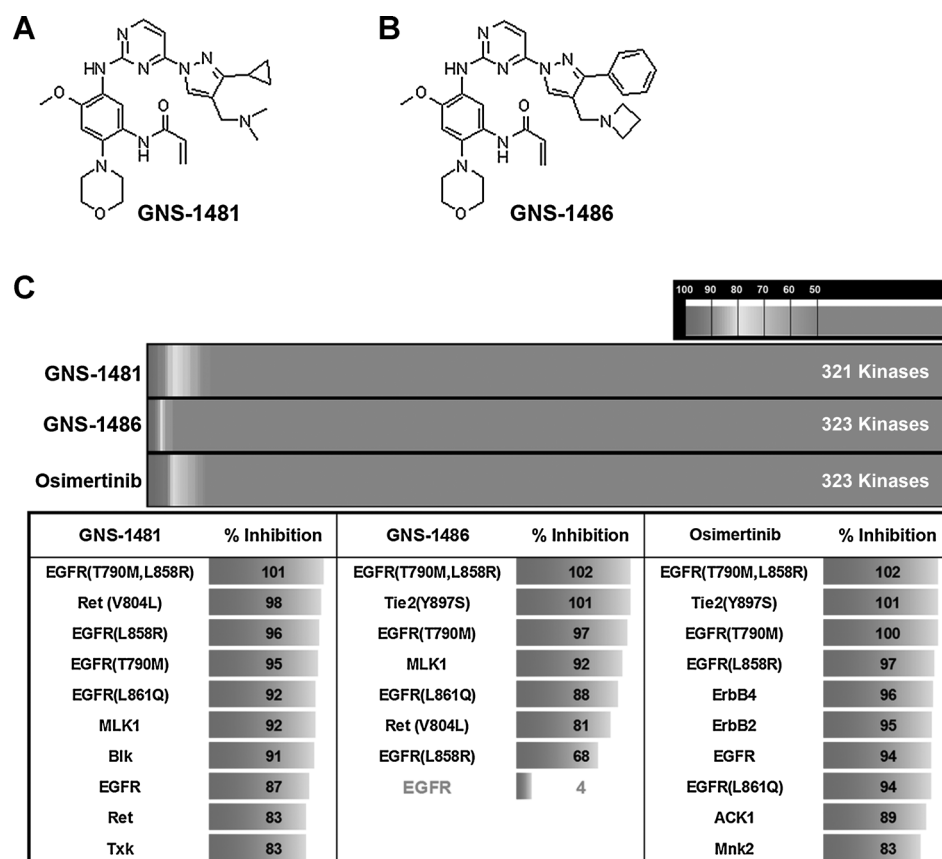 A
B
N
N
HN
N
N
N
O
O
N
H
N
N
O
GNS-1481
N
N
HN
N
N
N
O
O
N
H
N
N
O
GNS-1486
C
100 90 80 70 60 50
GNS-1481 321 Kinases
GNS-1486 323 Kinases
Osimertinib 323 Kinases
GNS-1481 % Inhibition GNS-1486 % Inhibition Osimertinib % Inhibition
EGFR(T790M,L858R) 101 EGFR(T790M,L858R) 102 EGFR(T790M,L858R) 102
Ret (V804L) 98 Tie2(Y897S) 101 Tie2(Y897S) 101
EGFR(L858R) 96 EGFR(T790M) 97 EGFR(T790M) 100
EGFR(T790M) 95 MLK1 92 EGFR(L858R) 97
EGFR(L861Q) 92 EGFR(L861Q) 88 ErbB4 96
MLK1 92 Ret (V804L) 81 ErbB2 95
Blk 91 EGFR(L858R) 68 EGFR 94
EGFR 87 EGFR 4 EGFR(L861Q) 94
Ret 83 ACK1 89
Txk 83 Mnk2 83